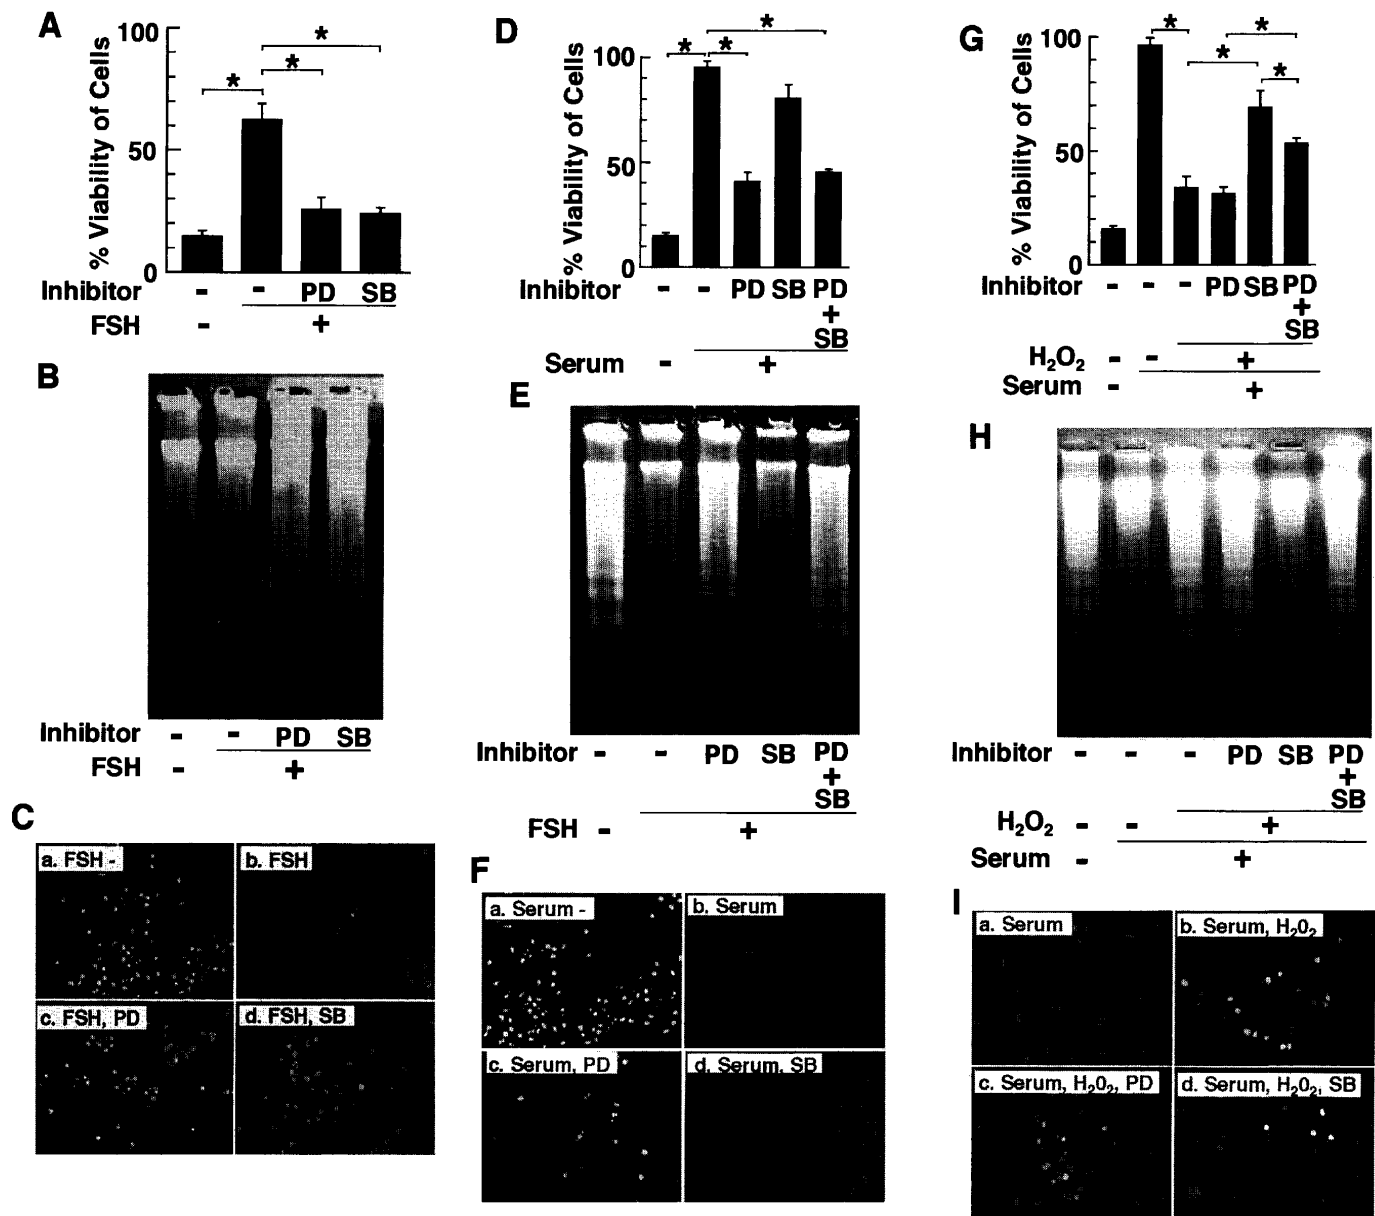 A
% Viability of Cells
100
50
0
* * *
Inhibitor - - PD SB
FSH - +
B
Inhibitor - - PD SB
FSH - +
C
a. FSH -
b. FSH
c. FSH, PD
d. FSH, SB
D
% Viability of Cells
100
50
0
* * *
Inhibitor - - PD SB PD
+
SB
Serum - +
E
Inhibitor - - PD SB PD
+
SB
FSH - +
F
a. Serum -
b. Serum
c. Serum, PD
d. Serum, SB
G
% Viability of Cells
100
50
0
* * * *
Inhibitor - - - PD SB PD
+
SB
H₂O₂ - - +
Serum - +
H
Inhibitor - - - PD SB PD
+
SB
H₂O₂ - - +
Serum - +
I
a. Serum
b. Serum, H₂O₂
c. Serum, H₂O₂, PD
d. Serum, H₂O₂, SB